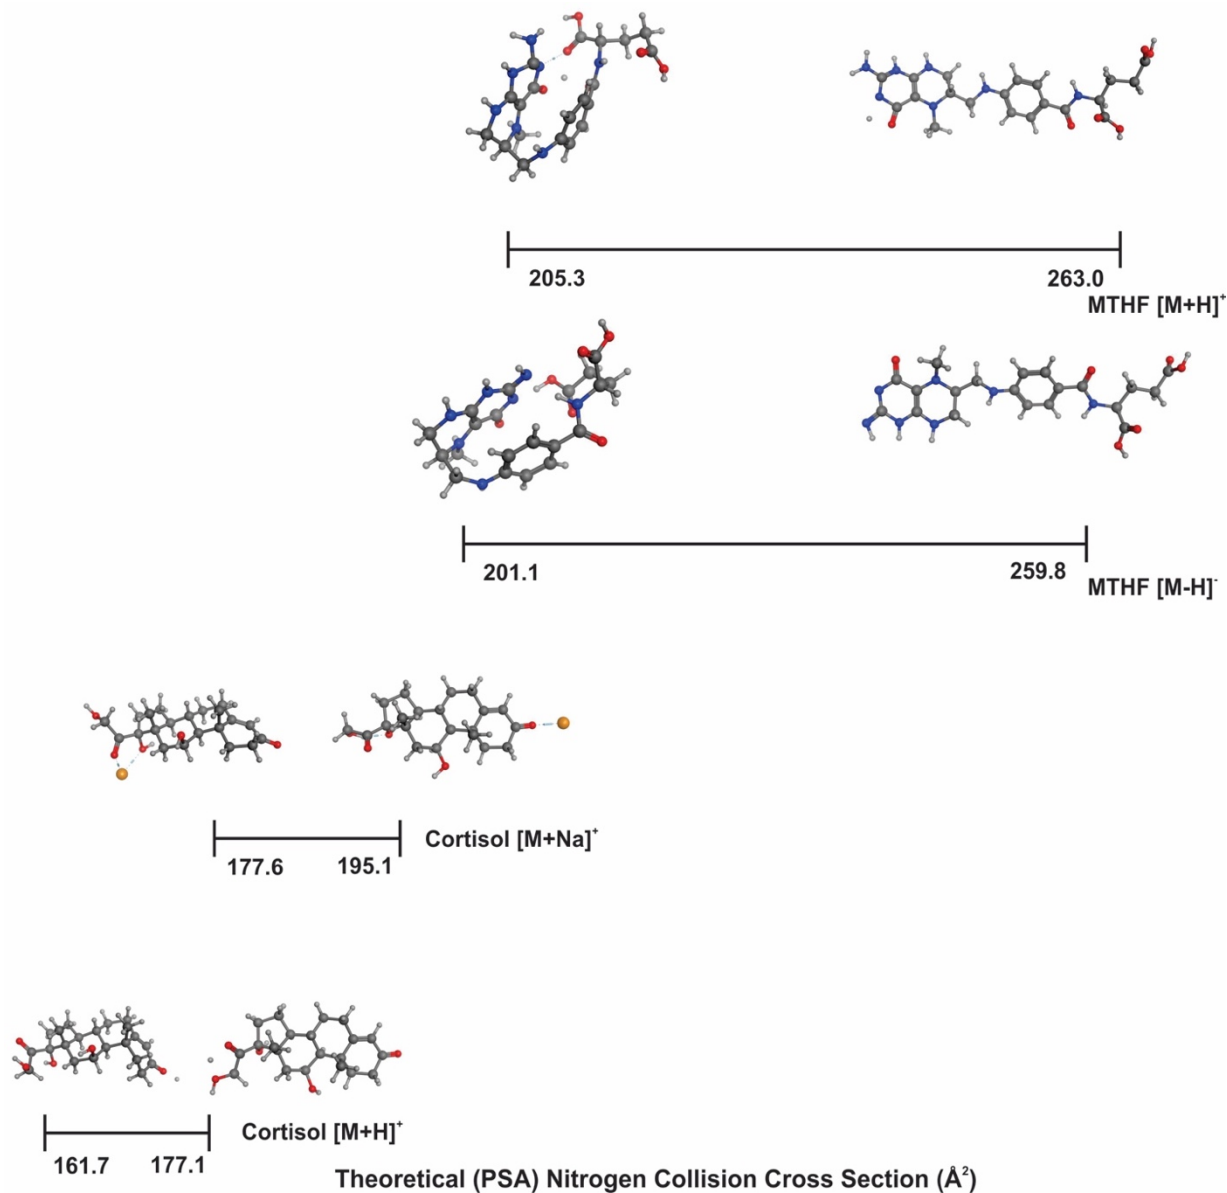 205.3 263.0
MTHF [M+H]⁺
201.1 259.8
MTHF [M-H]⁻
177.6 195.1 Cortisol [M+Na]⁺
161.7 177.1 Cortisol [M+H]⁺
Theoretical (PSA) Nitrogen Collision Cross Section (Å²)